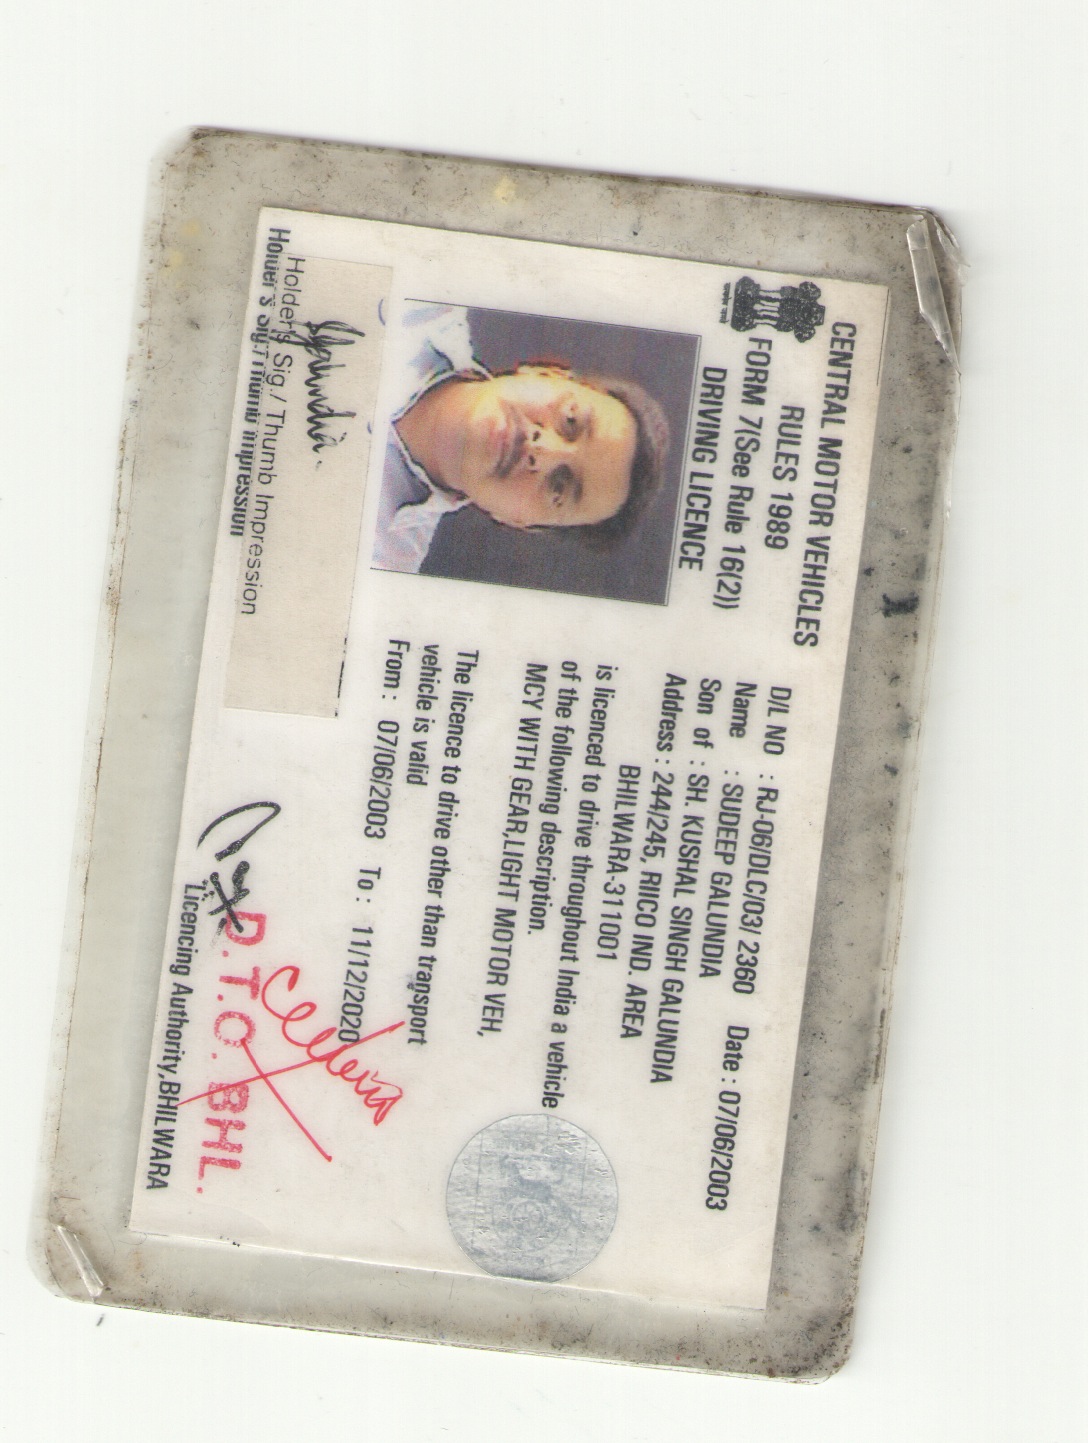 CENTRAL MOTOR VEHICLES
RULES 1989
FORM 7(See Rule 16(2))
DRIVING LICENCE
Holder's Sig./ Thumb Impression
Holder's Sig./Thumb Impression
D/L NO : RJ-06/DLC/03/ 2360 Date : 07/06/2003
Name : SUDEEP GALUNDIA
Son of : SH. KUSHAL SINGH GALUNDIA
Address : 244/245, RIICO IND. AREA
BHILWARA-311001
is licenced to drive throughout India a vehicle
of the following description.
MCY WITH GEAR,LIGHT MOTOR VEH,
The licence to drive other than transport
vehicle is valid
From : 07/06/2003 To : 11/12/2020
D.T.O. BHL.
Licencing Authority,BHILWARA